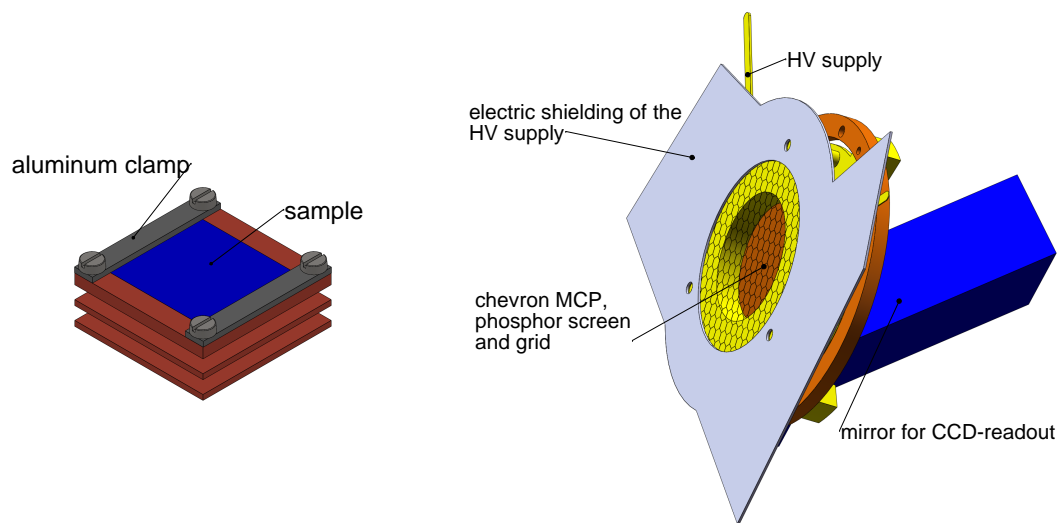 aluminum clamp
sample
HV supply
electric shielding of the
HV supply
chevron MCP,
phosphor screen
and grid
mirror for CCD-readout